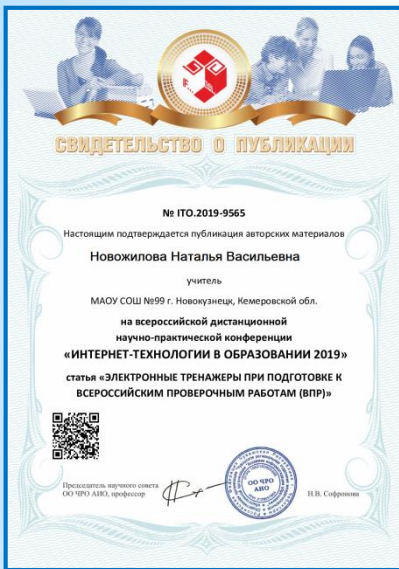 СВИДЕТЕЛЬСТВО О ПУБЛИКАЦИИ
№ ITO.2019-9565
Настоящим подтверждается публикация авторских материалов
Новожилова Наталья Васильевна
учитель
МАОУ СОШ №99 г. Новокузнецк, Кемеровской обл.
на всероссийской дистанционной
научно-практической конференции
«ИНТЕРНЕТ-ТЕХНОЛОГИИ В ОБРАЗОВАНИИ 2019»
статья «ЭЛЕКТРОННЫЕ ТРЕНАЖЕРЫ ПРИ ПОДГОТОВКЕ К
ВСЕРОССИЙСКИМ ПРОВЕРОЧНЫМ РАБОТАМ (ВПР)»
Председатель научного совета
ОО ЧРО АИО, профессор
ОО ЧРО
АИО
Н.В. Софронова